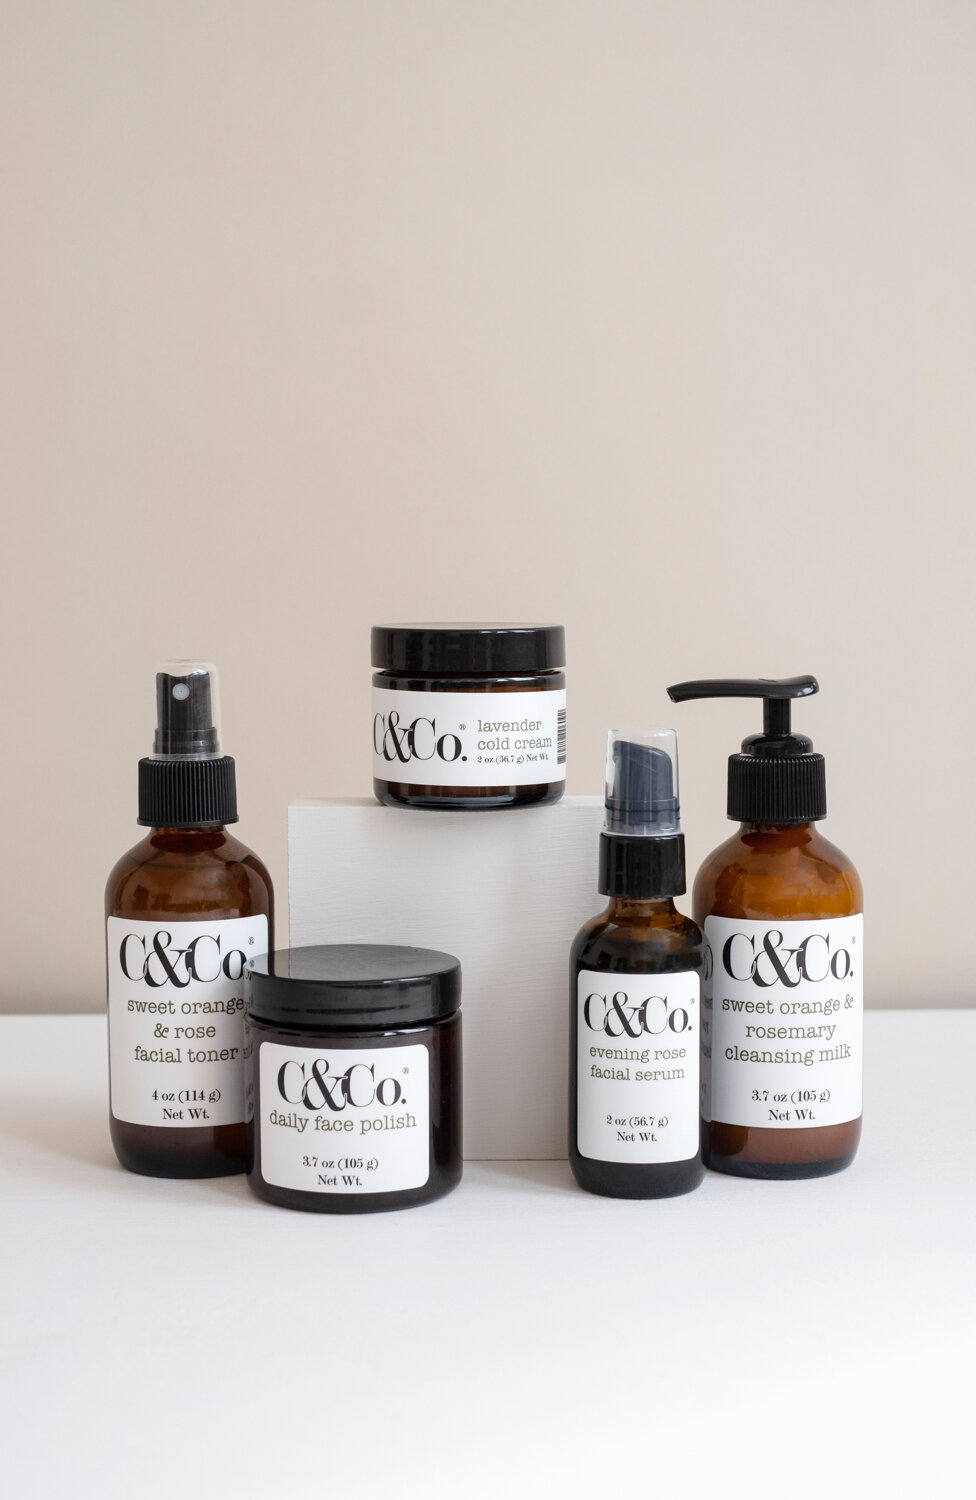 C&Co.®
lavender
cold cream
2 oz (56.7 g) Net Wt.
C&Co.®
sweet orange
& rose
facial toner
4 oz (114 g)
Net Wt.
C&Co.®
daily face polish
3.7 oz (105 g)
Net Wt.
C&Co.®
evening rose
facial serum
2 oz (56.7 g)
Net Wt.
C&Co.®
sweet orange &
rosemary
cleansing milk
3.7 oz (105 g)
Net Wt.